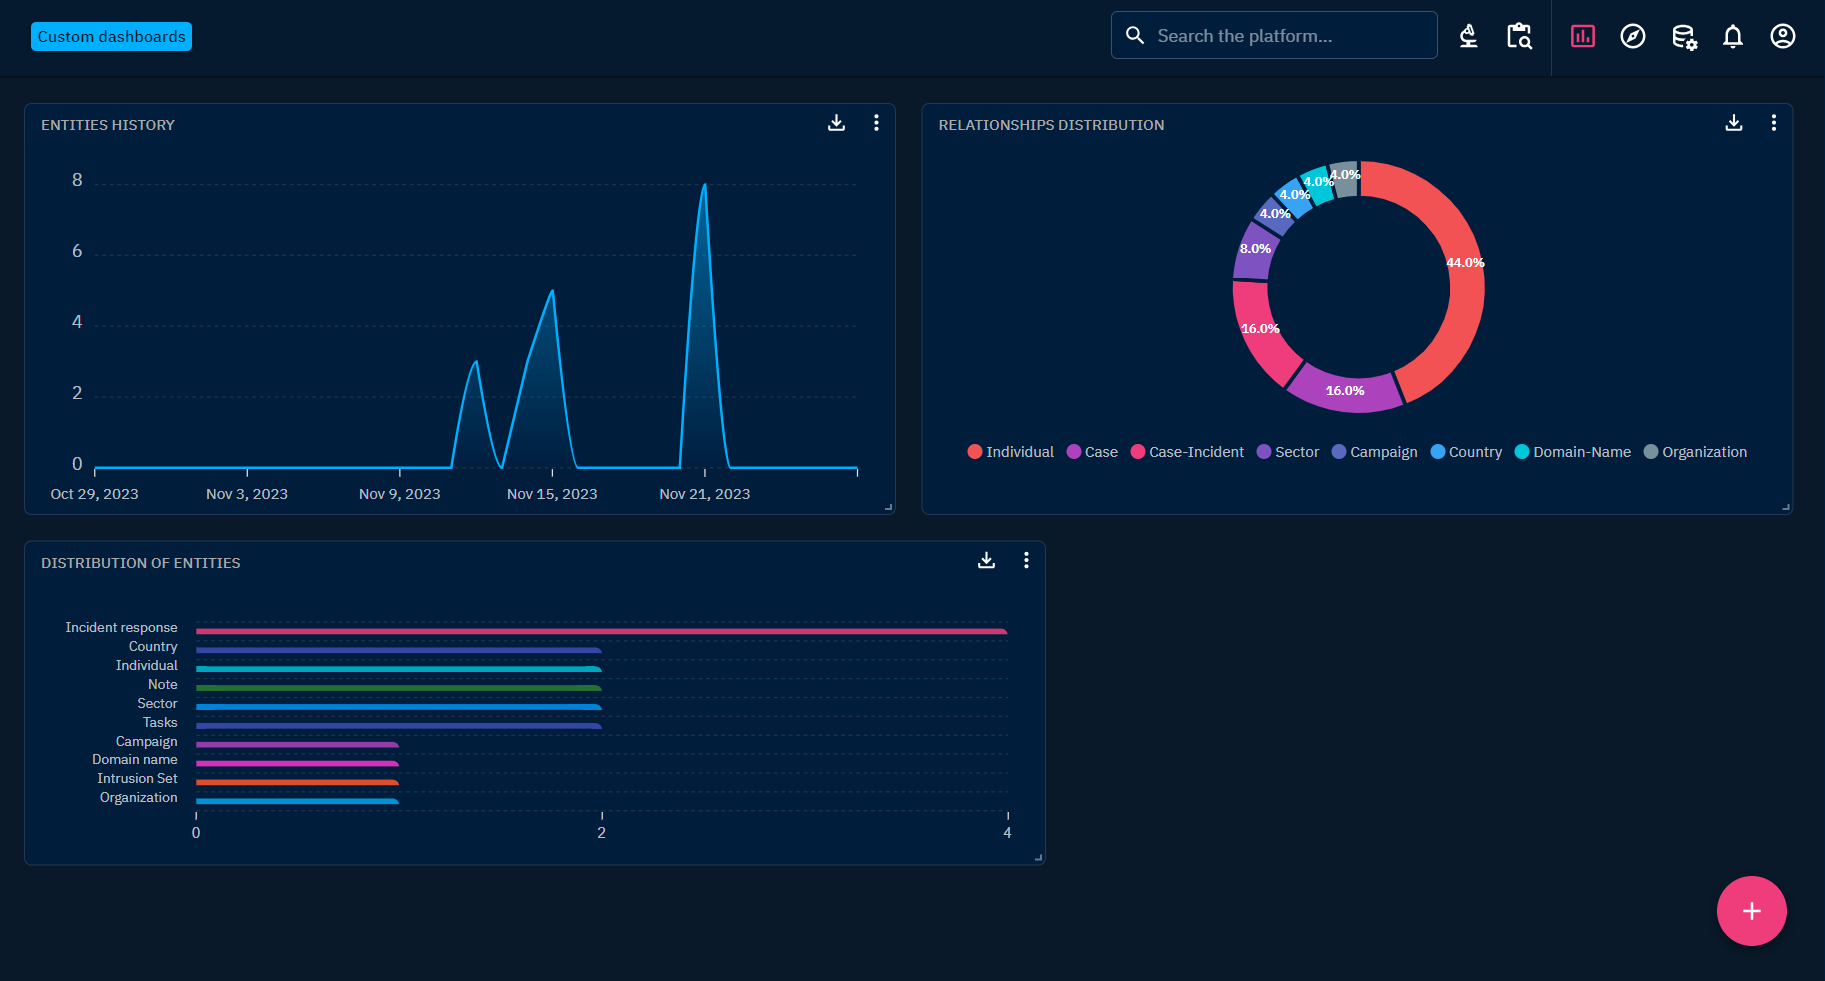 Custom dashboards
Search the platform...
ENTITIES HISTORY
8
6
4
2
0
Oct 29, 2023 Nov 3, 2023 Nov 9, 2023 Nov 15, 2023 Nov 21, 2023
RELATIONSHIPS DISTRIBUTION
4.0%
4.0%
4.0%
4.0%
8.0%
44.0%
16.0%
16.0%
Individual Case Case-Incident Sector Campaign Country Domain-Name Organization
DISTRIBUTION OF ENTITIES
Incident response
Country
Individual
Note
Sector
Tasks
Campaign
Domain name
Intrusion Set
Organization
0 2 4